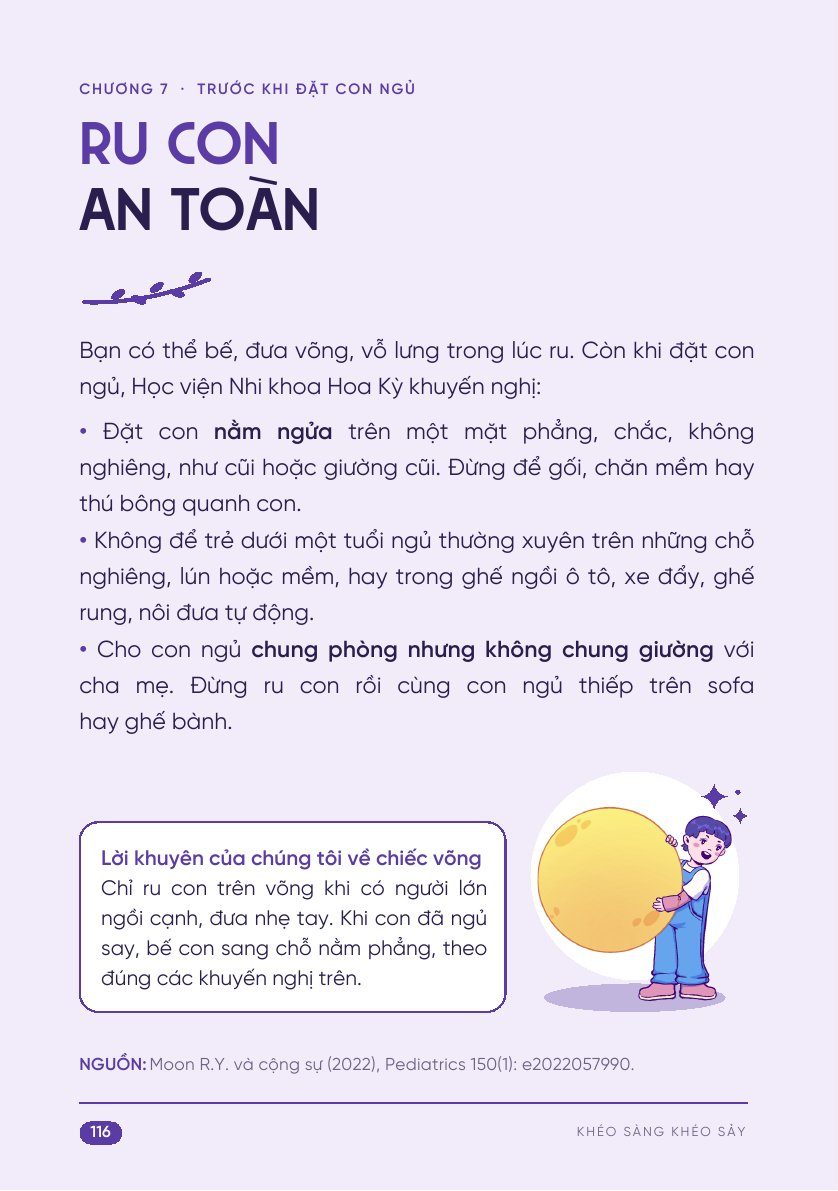 CHƯƠNG 7 · TRƯỚC KHI ĐẶT CON NGỦ
RU CON
AN TOÀN
Bạn có thể bế, đưa võng, vỗ lưng trong lúc ru. Còn khi đặt con
ngủ, Học viện Nhi khoa Hoa Kỳ khuyến nghị:
• Đặt con nằm ngửa trên một mặt phẳng, chắc, không
nghiêng, như cũi hoặc giường cũi. Đừng để gối, chăn mềm hay
thú bông quanh con.
• Không để trẻ dưới một tuổi ngủ thường xuyên trên những chỗ
nghiêng, lún hoặc mềm, hay trong ghế ngồi ô tô, xe đẩy, ghế
rung, nôi đưa tự động.
• Cho con ngủ chung phòng nhưng không chung giường với
cha mẹ. Đừng ru con rồi cùng con ngủ thiếp trên sofa
hay ghế bành.
Lời khuyên của chúng tôi về chiếc võng
Chỉ ru con trên võng khi có người lớn
ngồi cạnh, đưa nhẹ tay. Khi con đã ngủ
say, bế con sang chỗ nằm phẳng, theo
đúng các khuyến nghị trên.
NGUỒN: Moon R.Y. và cộng sự (2022), Pediatrics 150(1): e2022057990.
116
KHÉO SÀNG KHÉO SẢY